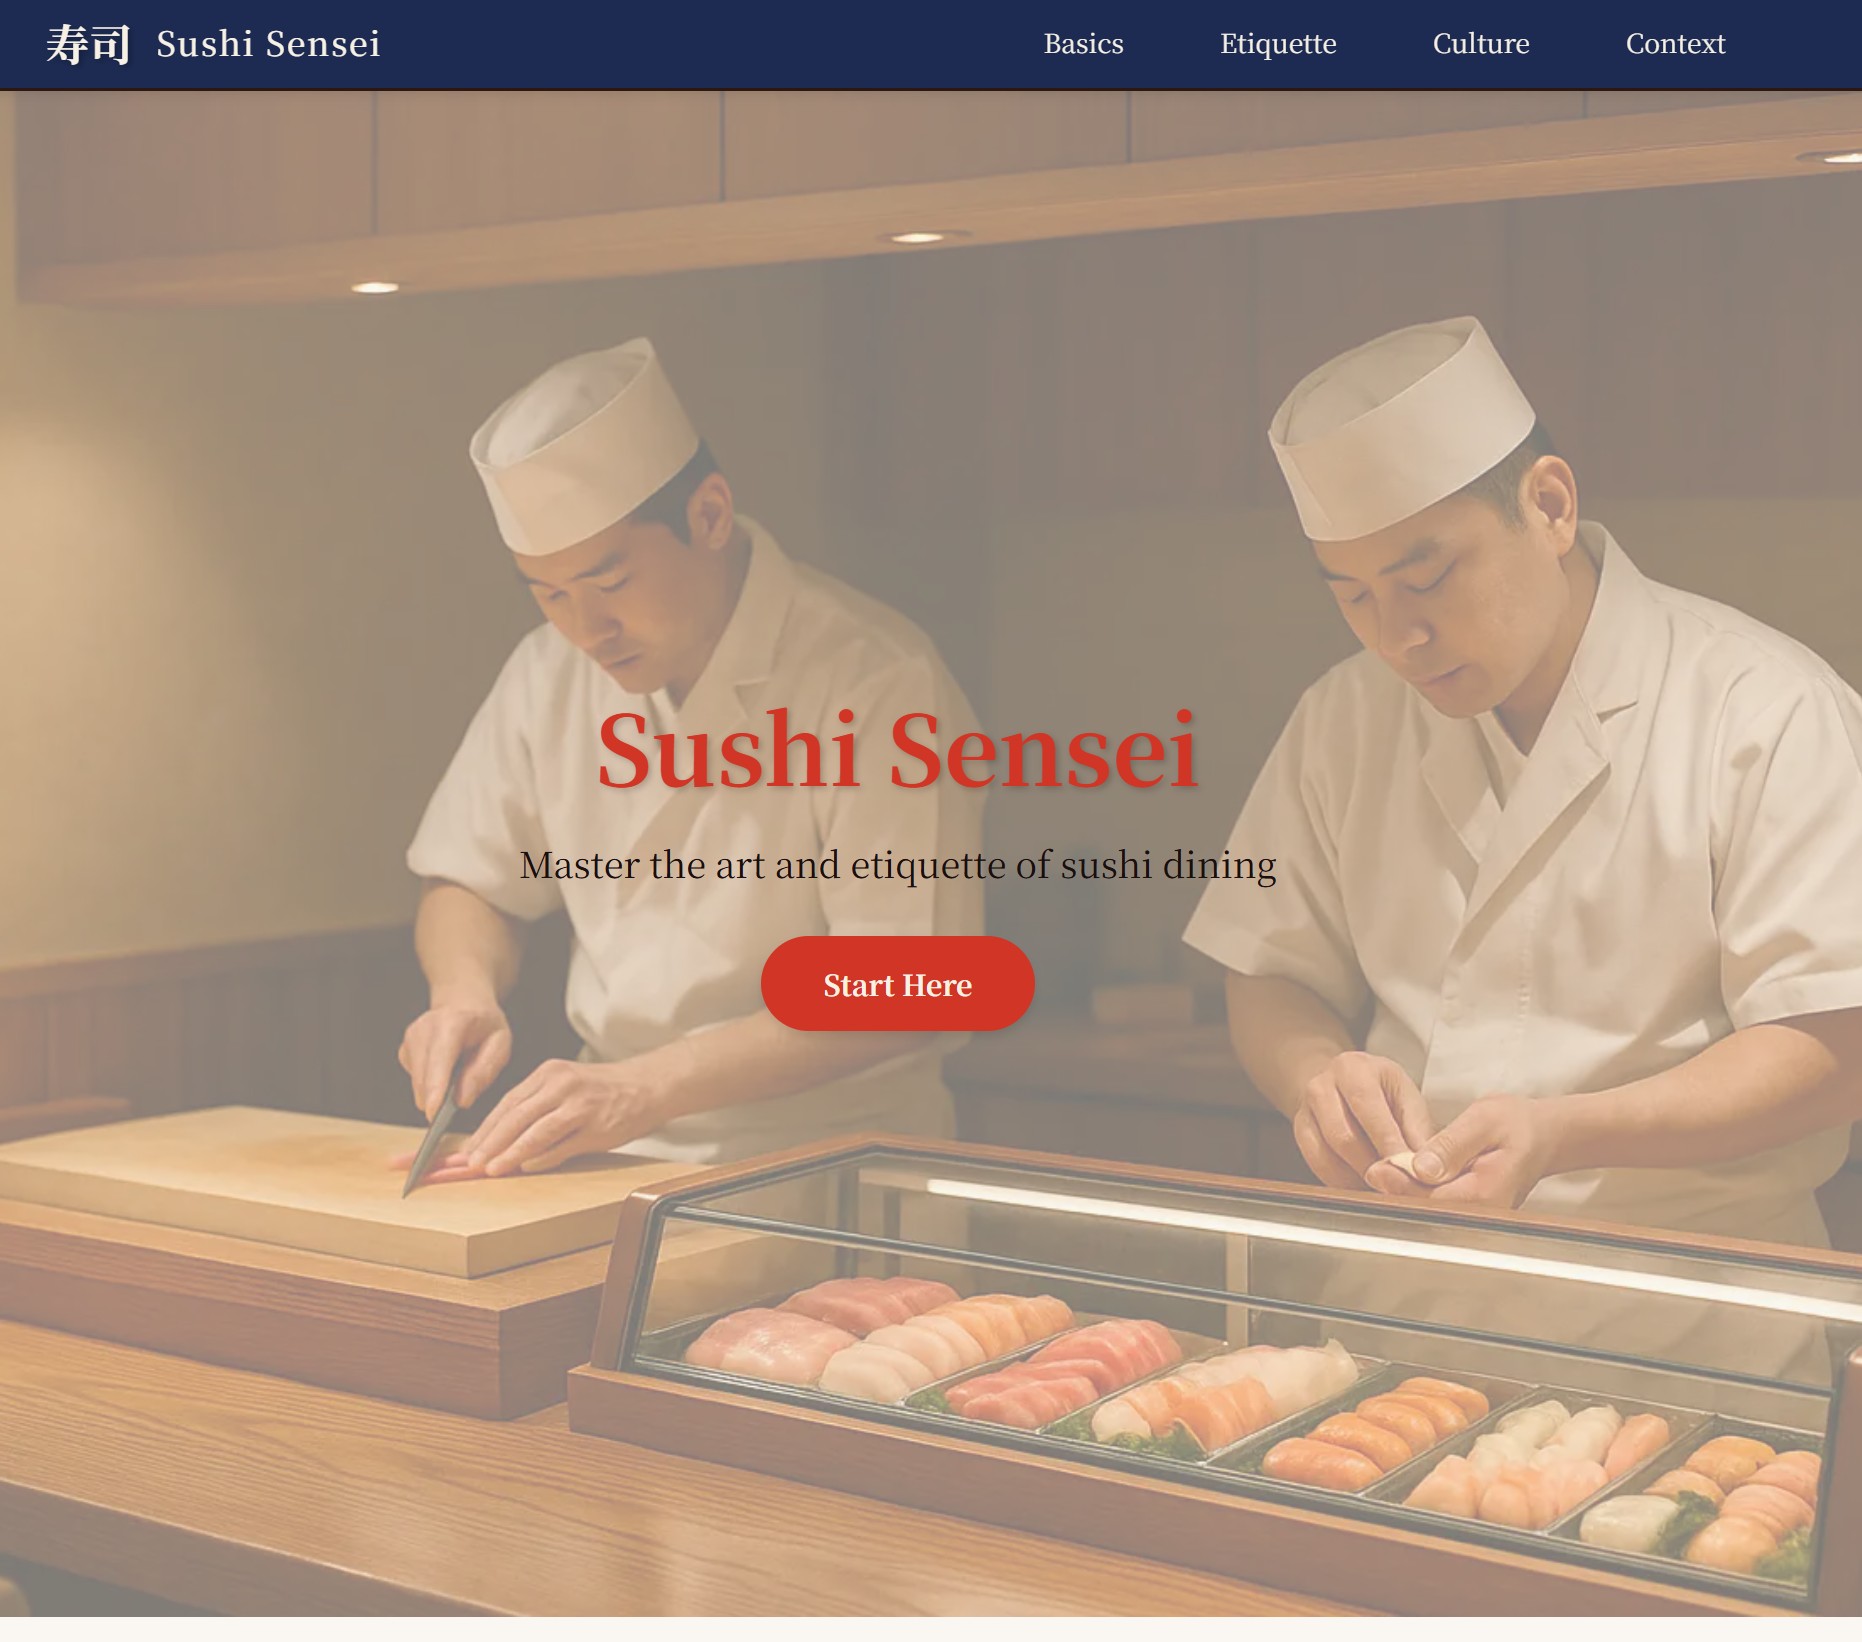 寿司 Sushi Sensei
Basics Etiquette Culture Context
Sushi Sensei
Master the art and etiquette of sushi dining
Start Here